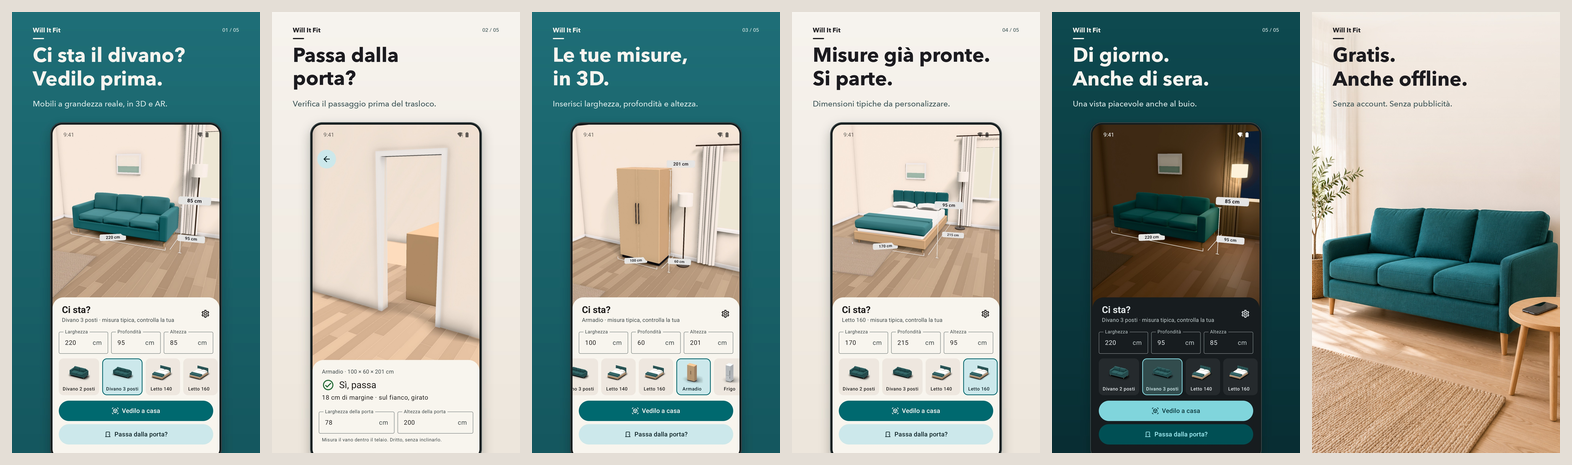 Will It Fit
01 / 05
Ci sta il divano?
Vedilo prima.
Mobili a grandezza reale, in 3D e AR.
9:41
85 cm
220 cm
95 cm
Ci sta?
Divano 3 posti · misura tipica, controlla la tua
Larghezza
Profondità
Altezza
220 cm
95 cm
85 cm
Divano 2 posti
Divano 3 posti
Letto 140
Letto 160
Vedilo a casa
Passa dalla porta?
Will It Fit
02 / 05
Passa dalla
porta?
Verifica il passaggio prima del trasloco.
9:41
Armadio · 100 × 60 × 201 cm
Sì, passa
18 cm di margine · sul fianco, girato
Larghezza della porta
Altezza della porta
78 cm
200 cm
Misura il vano dentro il telaio. Dritto, senza inclinarlo.
Will It Fit
03 / 05
Le tue misure,
in 3D.
Inserisci larghezza, profondità e altezza.
9:41
201 cm
100 cm
60 cm
Ci sta?
Armadio · misura tipica, controlla la tua
Larghezza
Profondità
Altezza
100 cm
60 cm
201 cm
no 3 posti
Letto 140
Letto 160
Armadio
Frigo
Vedilo a casa
Passa dalla porta?
Will It Fit
04 / 05
Misure già pronte.
Si parte.
Dimensioni tipiche da personalizzare.
9:41
95 cm
215 cm
170 cm
Ci sta?
Letto 160 · misura tipica, controlla la tua
Larghezza
Profondità
Altezza
170 cm
215 cm
95 cm
Divano 2 posti
Divano 3 posti
Letto 140
Letto 160
Vedilo a casa
Passa dalla porta?
Will It Fit
05 / 05
Di giorno.
Anche di sera.
Una vista piacevole anche al buio.
9:41
85 cm
220 cm
95 cm
Ci sta?
Divano 3 posti · misura tipica, controlla la tua
Larghezza
Profondità
Altezza
220 cm
95 cm
85 cm
Divano 2 posti
Divano 3 posti
Letto 140
Letto 160
Vedilo a casa
Passa dalla porta?
Will It Fit
Gratis.
Anche offline.
Senza account. Senza pubblicità.